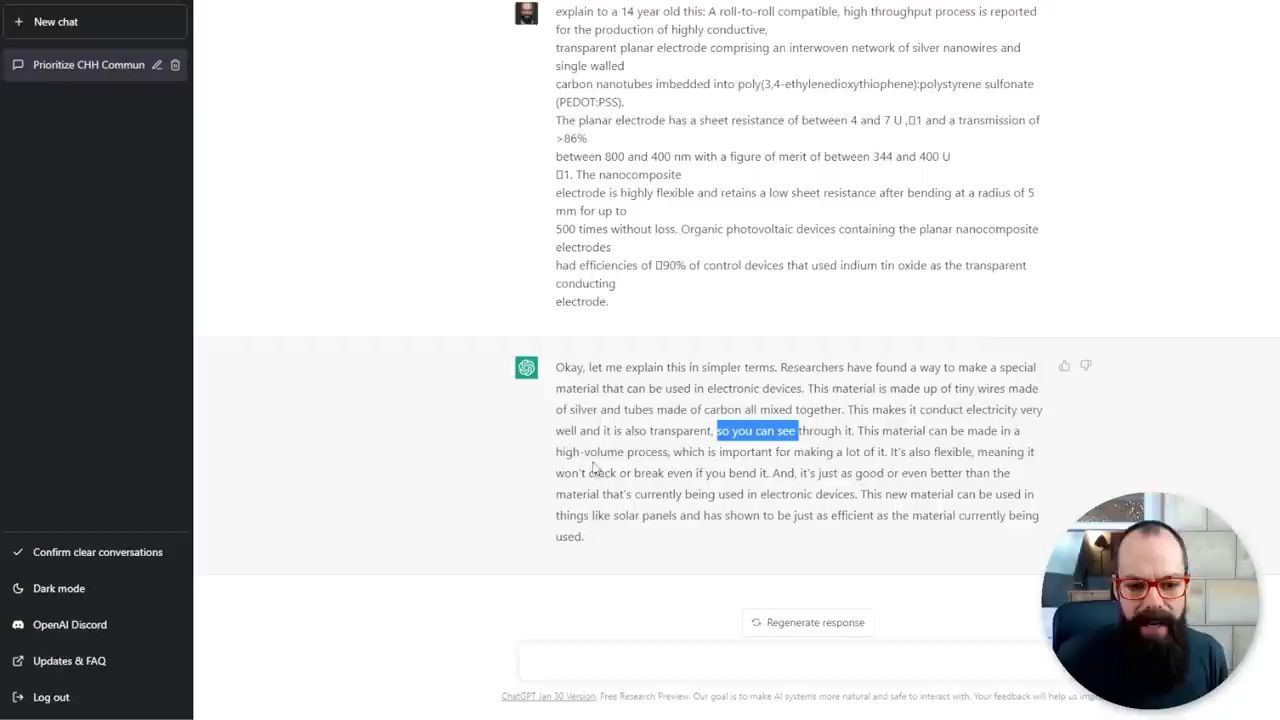 New chat
Prioritize CHH Commun
Confirm clear conversations
Dark mode
OpenAI Discord
Updates & FAQ
Log out
explain to a 14 year old this: A roll-to-roll compatible, high throughput process is reported
for the production of highly conductive,
transparent planar electrode comprising an interwoven network of silver nanowires and
single walled
carbon nanotubes imbedded into poly(3,4-ethylenedioxythiophene):polystyrene sulfonate
(PEDOT:PSS).
The planar electrode has a sheet resistance of between 4 and 7 U ,▯1 and a transmission of
>86%
between 800 and 400 nm with a figure of merit of between 344 and 400 U
▯1. The nanocomposite
electrode is highly flexible and retains a low sheet resistance after bending at a radius of 5
mm for up to
500 times without loss. Organic photovoltaic devices containing the planar nanocomposite
electrodes
had efficiencies of ▯90% of control devices that used indium tin oxide as the transparent
conducting
electrode.
Okay, let me explain this in simpler terms. Researchers have found a way to make a special
material that can be used in electronic devices. This material is made up of tiny wires made
of silver and tubes made of carbon all mixed together. This makes it conduct electricity very
well and it is also transparent, so you can see through it. This material can be made in a
high-volume process, which is important for making a lot of it. It's also flexible, meaning it
won't crack or break even if you bend it. And, it's just as good or even better than the
material that's currently being used in electronic devices. This new material can be used in
things like solar panels and has shown to be just as efficient as the material currently being
used.
Regenerate response
ChatGPT Jan 30 Version. Free Research Preview. Our goal is to make AI systems more natural and safe to interact with. Your feedback will help us